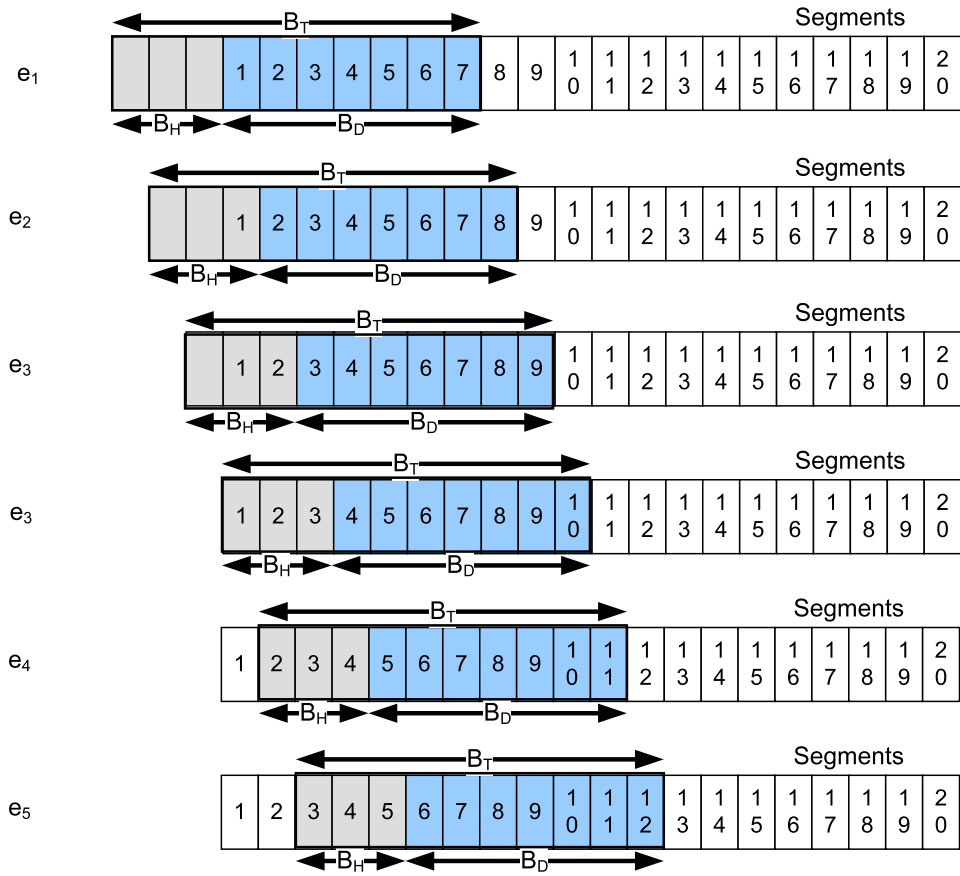 Segments
B_T
e_1 1 2 3 4 5 6 7 8 9 10 11 12 13 14 15 16 17 18 19 20
B_H B_D
Segments
B_T
e_2 1 2 3 4 5 6 7 8 9 10 11 12 13 14 15 16 17 18 19 20
B_H B_D
Segments
B_T
e_3 1 2 3 4 5 6 7 8 9 10 11 12 13 14 15 16 17 18 19 20
B_H B_D
Segments
B_T
e_3 1 2 3 4 5 6 7 8 9 10 11 12 13 14 15 16 17 18 19 20
B_H B_D
Segments
B_T
e_4 1 2 3 4 5 6 7 8 9 10 11 12 13 14 15 16 17 18 19 20
B_H B_D
Segments
B_T
e_5 1 2 3 4 5 6 7 8 9 10 11 12 13 14 15 16 17 18 19 20
B_H B_D